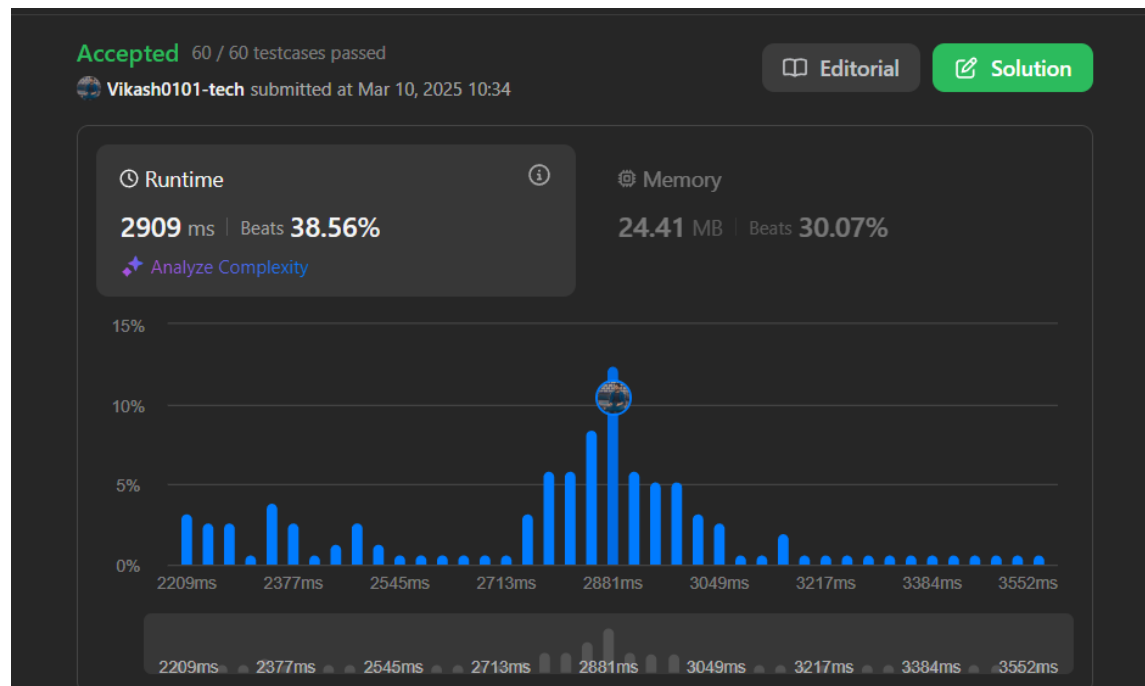 Accepted 60 / 60 testcases passed
Editorial
Solution
Vikash0101-tech submitted at Mar 10, 2025 10:34
Runtime
Memory
2909 ms | Beats 38.56%
24.41 MB | Beats 30.07%
Analyze Complexity
15%
10%
5%
0%
2209ms 2377ms 2545ms 2713ms 2881ms 3049ms 3217ms 3384ms 3552ms
2209ms 2377ms 2545ms 2713ms 2881ms 3049ms 3217ms 3384ms 3552ms